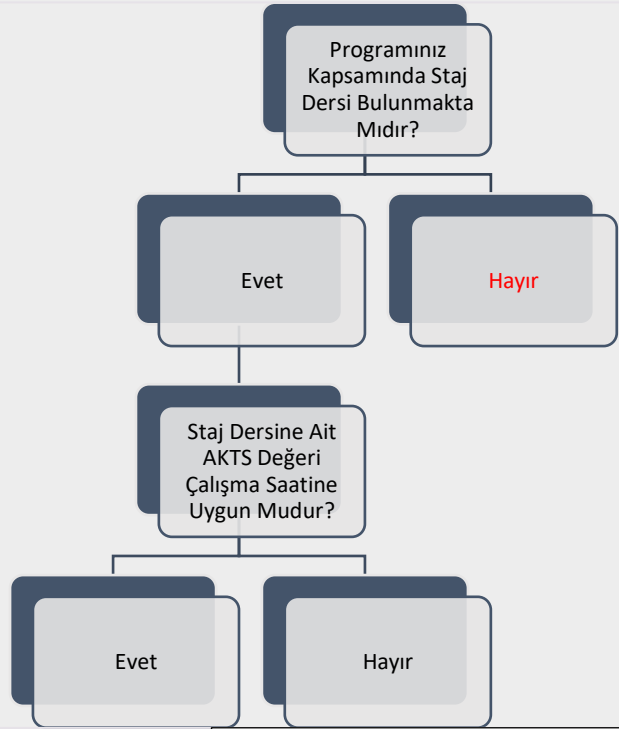 Programınız
Kapsamında Staj
Dersi Bulunmakta
Mıdır?
Evet
Hayır
Staj Dersine Ait
AKTS Değeri
Çalışma Saatine
Uygun Mudur?
Evet
Hayır